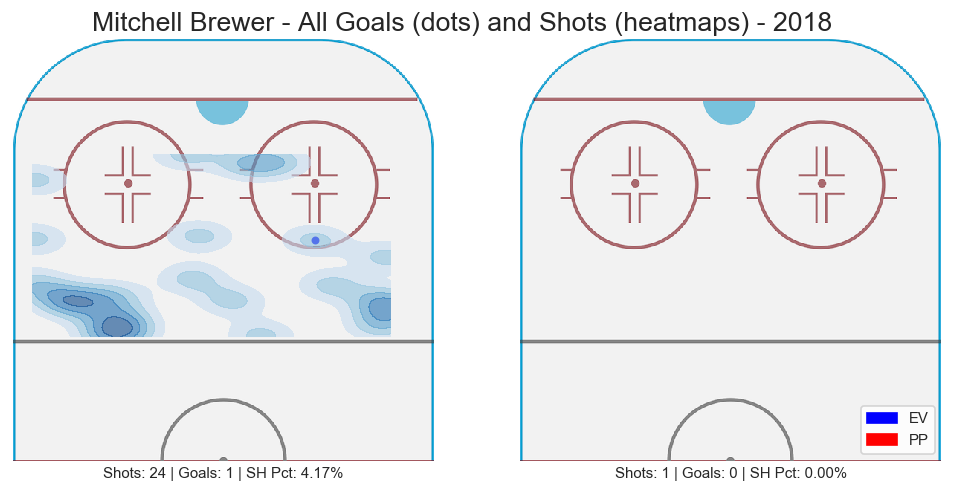 Mitchell Brewer - All Goals (dots) and Shots (heatmaps) - 2018
EV
PP
Shots: 24 | Goals: 1 | SH Pct: 4.17%
Shots: 1 | Goals: 0 | SH Pct: 0.00%